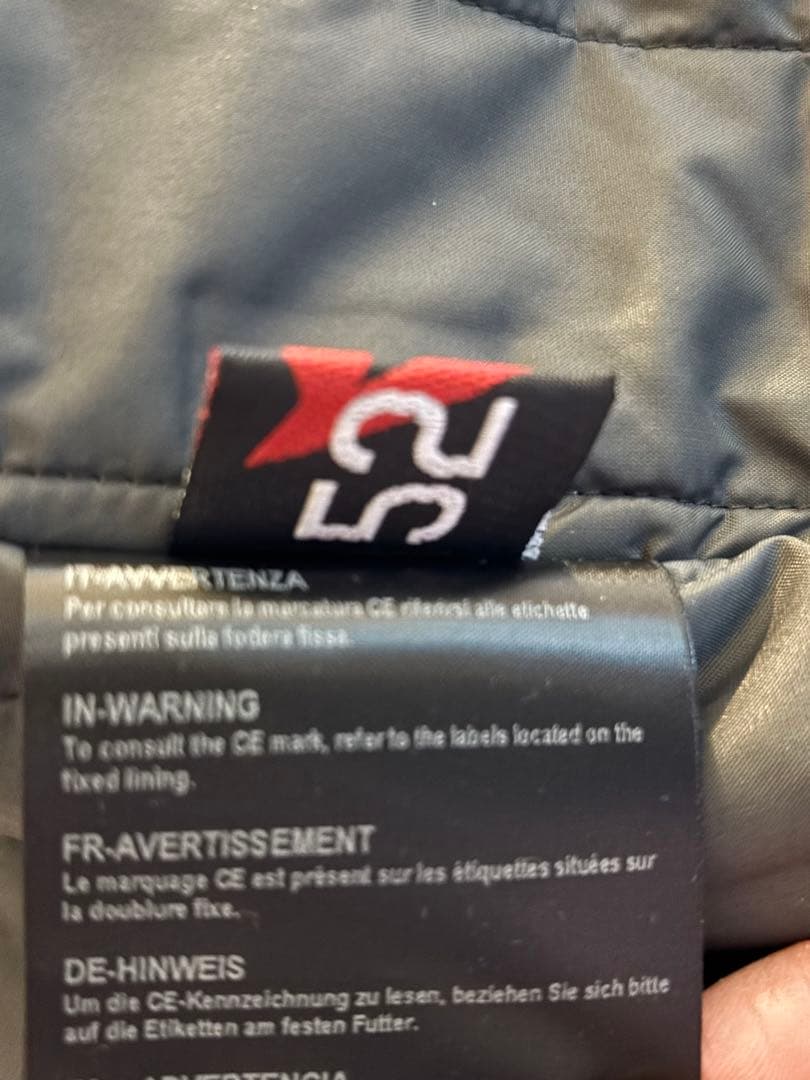 52
IT-AVVERTENZA
Per consultare la marcatura CE riferirsi alle etichette
presenti sulla fodera fissa.
IN-WARNING
To consult the CE mark, refer to the labels located on the
fixed lining.
FR-AVERTISSEMENT
Le marquage CE est présent sur les étiquettes situées sur
la doublure fixe.
DE-HINWEIS
Um die CE-Kennzeichnung zu lesen, beziehen Sie sich bitte
auf die Etiketten am festen Futter.